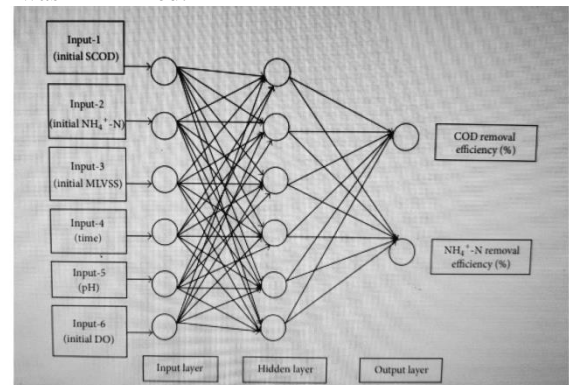 Input-1
(initial SCOD)
Input-2
(initial NH₄⁺-N)
Input-3
(initial MLVSS)
Input-4
(time)
Input-5
(pH)
Input-6
(initial DO)
COD removal
efficiency (%)
NH₄⁺-N removal
efficiency (%)
Input layer
Hidden layer
Output layer